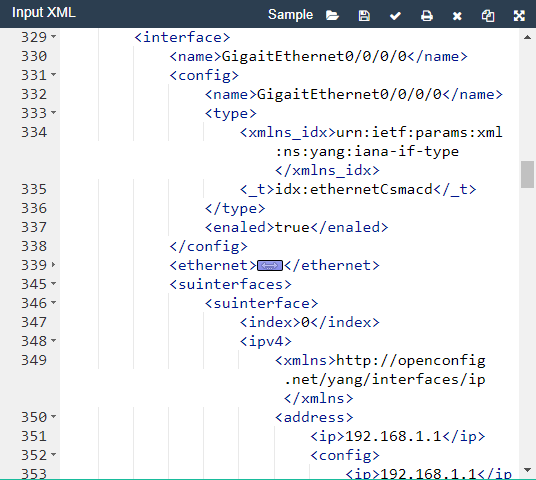 Input XML Sample
329 <interface>
330 <name>GigaitEthernet0/0/0/0</name>
331 <config>
332 <name>GigaitEthernet0/0/0/0</name>
333 <type>
334 <xmlns_idx>urn:ietf:params:xml
:ns:yang:iana-if-type
</xmlns_idx>
335 <_t>idx:ethernetCsmacd</_t>
336 </type>
337 <enaled>true</enaled>
338 </config>
339 <ethernet></ethernet>
345 <suinterfaces>
346 <suinterface>
347 <index>0</index>
348 <ipv4>
349 <xmlns>http://openconfig
.net/yang/interfaces/ip
</xmlns>
350 <address>
351 <ip>192.168.1.1</ip>
352 <config>
353 <ip>192.168.1.1</ip